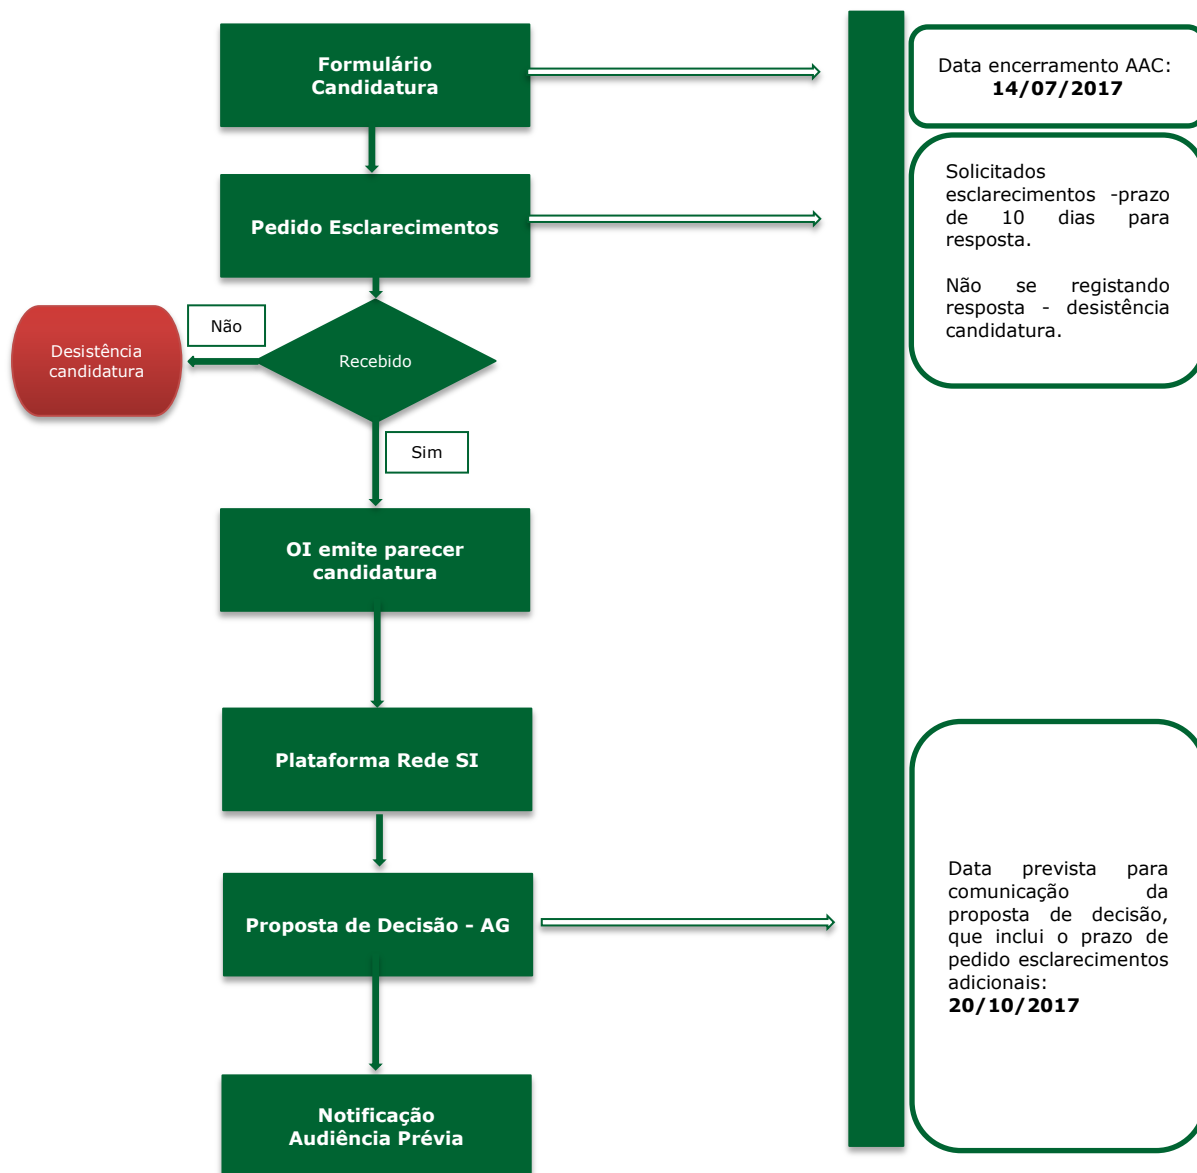 Formulário
Candidatura
Data encerramento AAC:
14/07/2017
Pedido Esclarecimentos
Solicitados
esclarecimentos -prazo
de 10 dias para
resposta.
Não se registando
resposta - desistência
candidatura.
Não
Desistência
candidatura
Recebido
Sim
OI emite parecer
candidatura
Plataforma Rede SI
Proposta de Decisão - AG
Data prevista para
comunicação da
proposta de decisão,
que inclui o prazo de
pedido esclarecimentos
adicionais:
20/10/2017
Notificação
Audiência Prévia